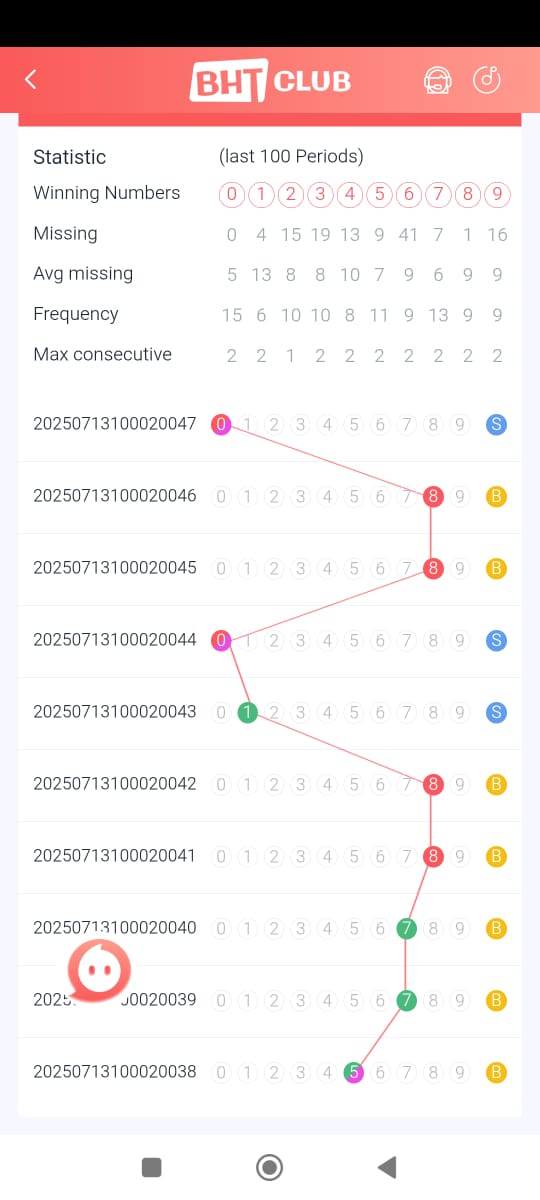 BHT CLUB
Statistic (last 100 Periods)
Winning Numbers 0 1 2 3 4 5 6 7 8 9
Missing 0 4 15 19 13 9 41 7 1 16
Avg missing 5 13 8 8 10 7 9 6 9 9
Frequency 15 6 10 10 8 11 9 13 9 9
Max consecutive 2 2 1 2 2 2 2 2 2 2
20250713100020047 0 1 2 3 4 5 6 7 8 9 S
20250713100020046 0 1 2 3 4 5 6 7 8 9 B
20250713100020045 0 1 2 3 4 5 6 7 8 9 B
20250713100020044 0 1 2 3 4 5 6 7 8 9 S
20250713100020043 0 1 2 3 4 5 6 7 8 9 S
20250713100020042 0 1 2 3 4 5 6 7 8 9 B
20250713100020041 0 1 2 3 4 5 6 7 8 9 B
20250713100020040 0 1 2 3 4 5 6 7 8 9 B
0 1 2 3 4 5 6 7 8 9 B
20250713100020038 0 1 2 3 4 5 6 7 8 9 B